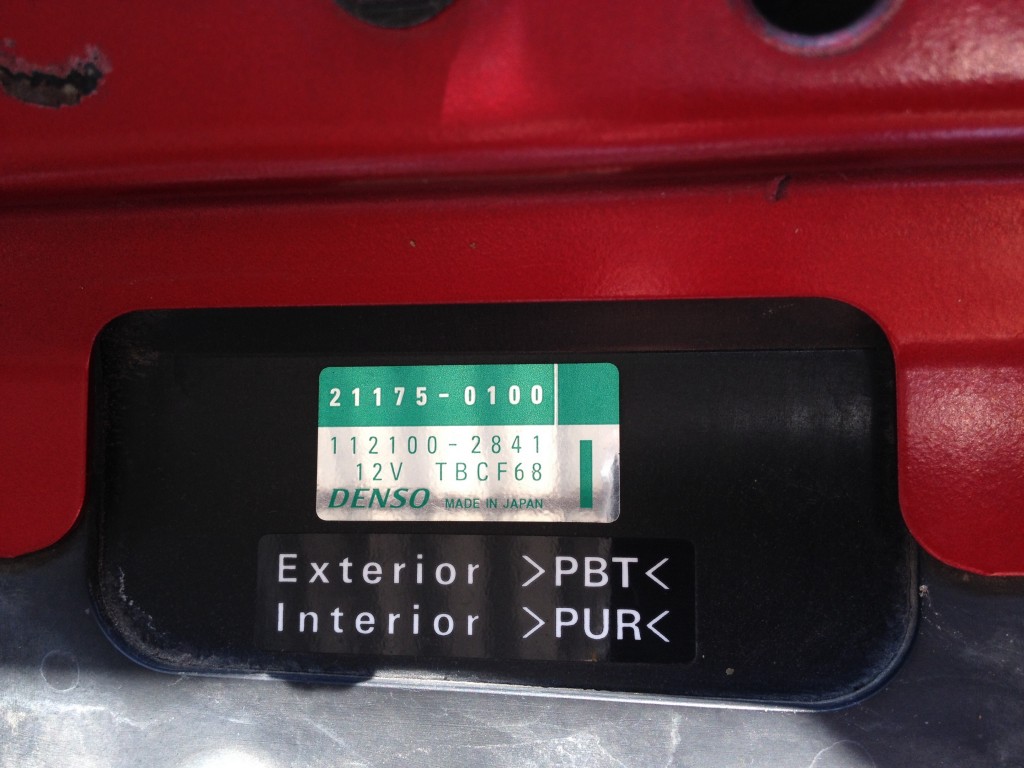 21175-0100
112100-2841
12V TBCF68
DENSO MADE IN JAPAN
Exterior >PBT<
Interior >PUR<